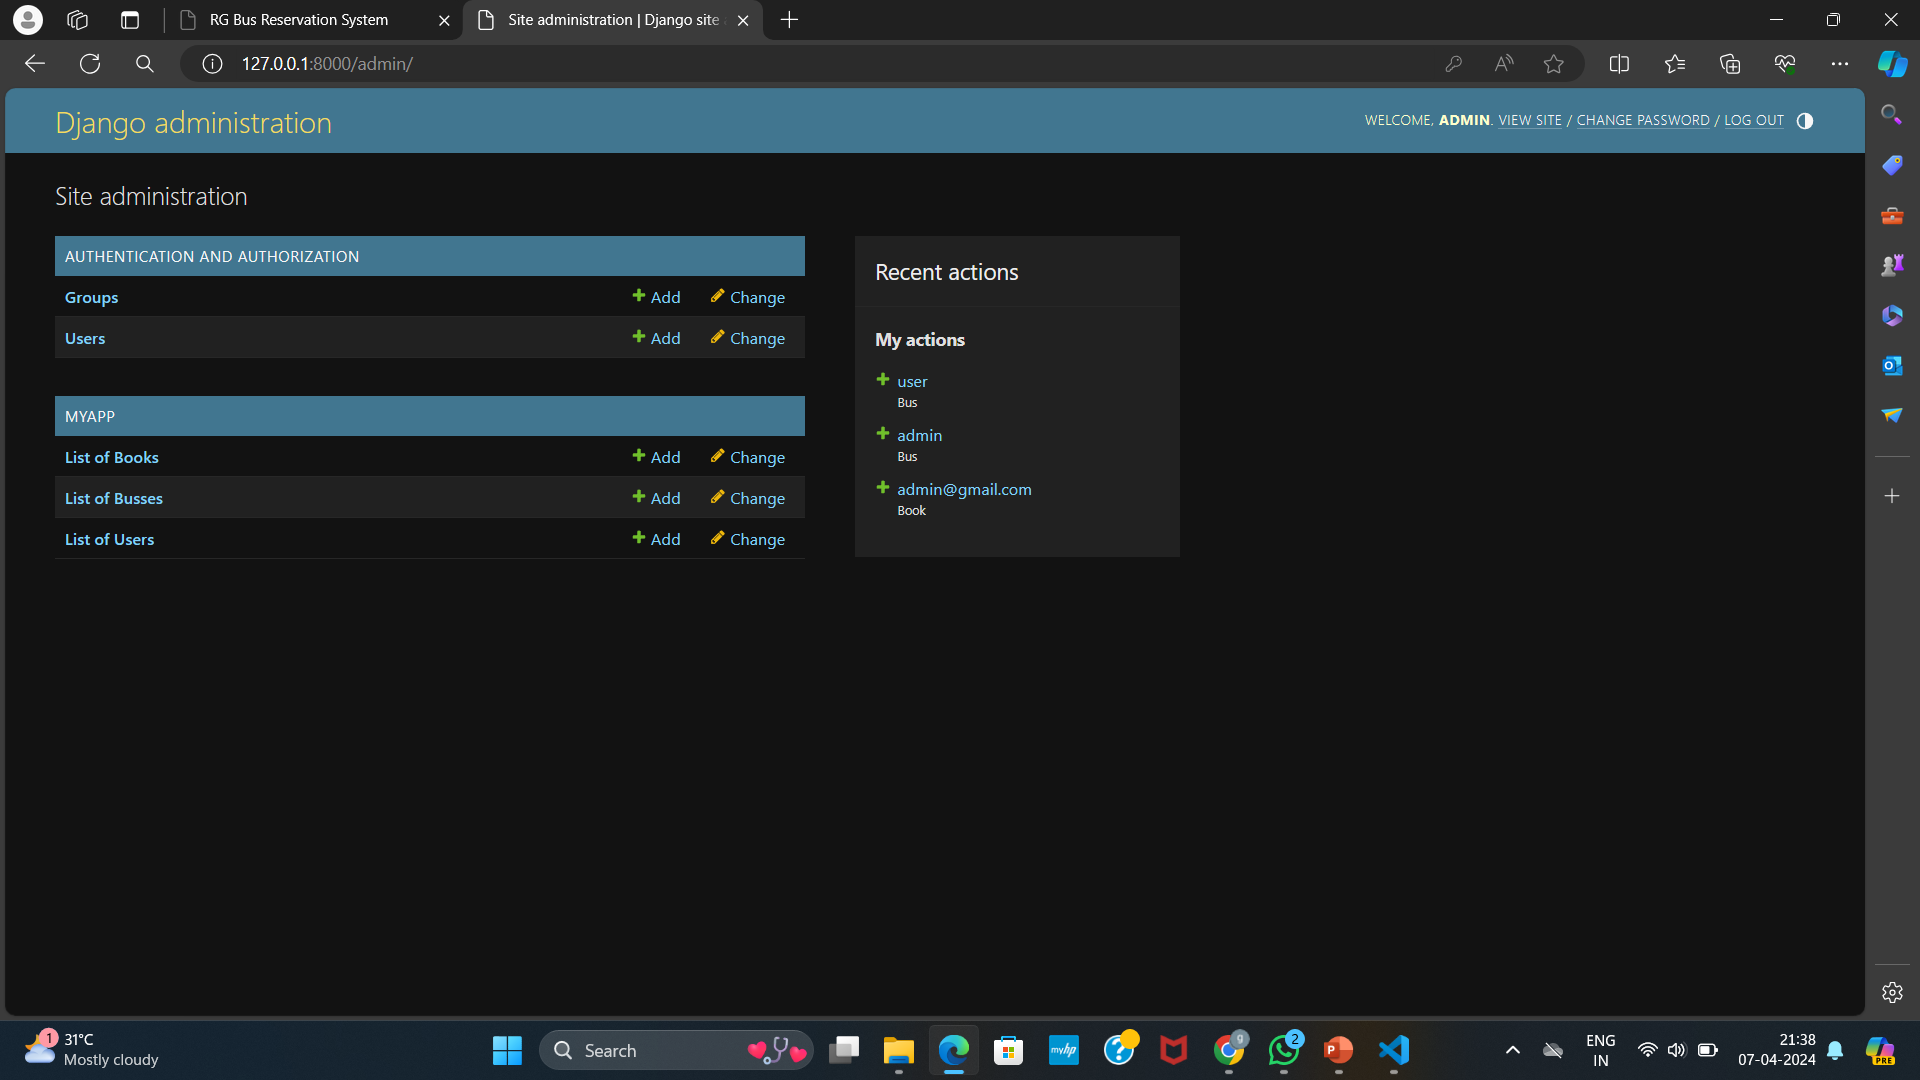 RG Bus Reservation System
Site administration | Django site
127.0.0.1:8000/admin/
Django administration
WELCOME, ADMIN. VIEW SITE / CHANGE PASSWORD / LOG OUT
Site administration
AUTHENTICATION AND AUTHORIZATION
Groups Add Change
Users Add Change
MYAPP
List of Books Add Change
List of Busses Add Change
List of Users Add Change
Recent actions
My actions
user
Bus
admin
Bus
admin@gmail.com
Book
1
31°C
Mostly cloudy
Search
myhp
g
2
P
PRE
ENG
IN
21:38
07-04-2024